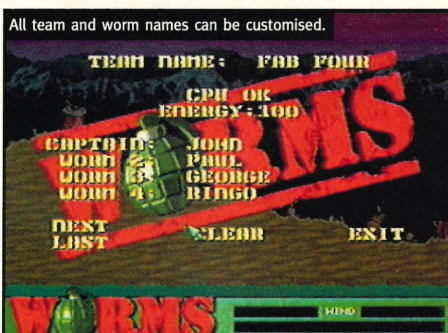 All team and worm names can be customised.
TEAM NAME: FAB FOUR
CPU OK
ENERGY:100
CAPTAIN: JOHN
WORM 2: PAUL
WORM 3: GEORGE
WORM 4: RINGO
NEXT
LAST CLEAR EXIT
WORMS
WORMS
WIND